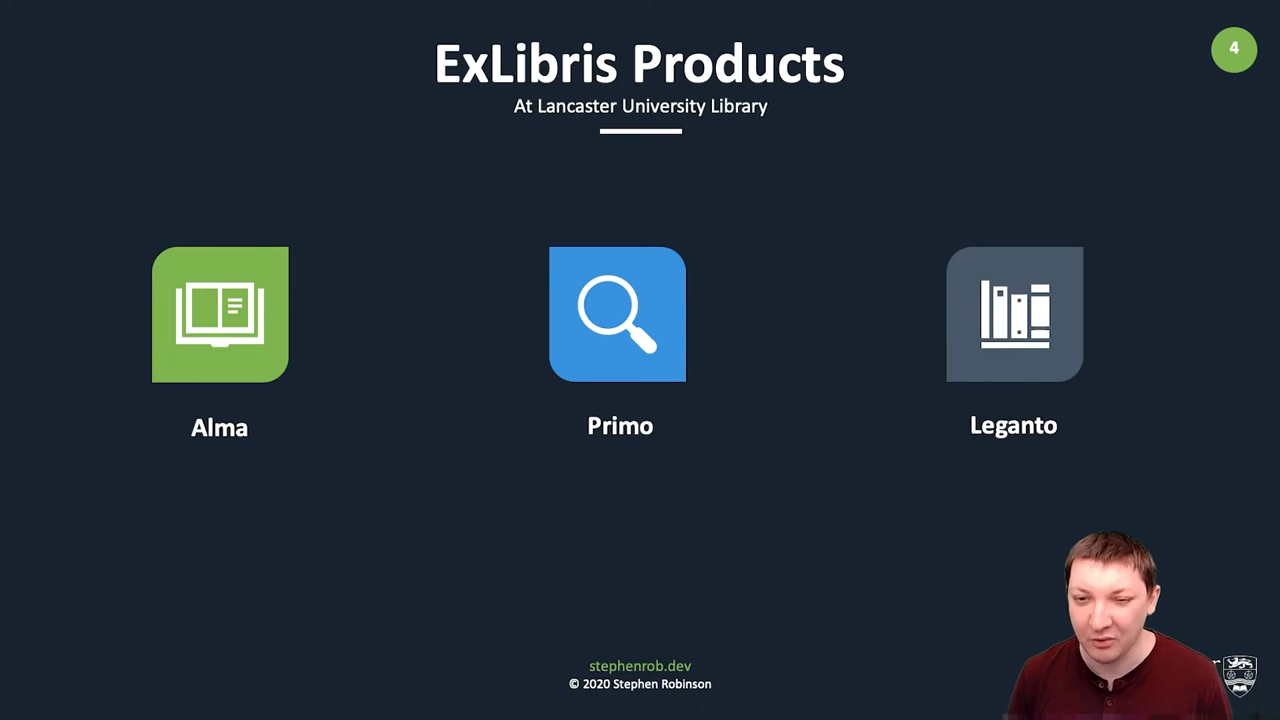 ExLibris Products
4
At Lancaster University Library
Alma
Primo
Leganto
stephenrob.dev
© 2020 Stephen Robinson